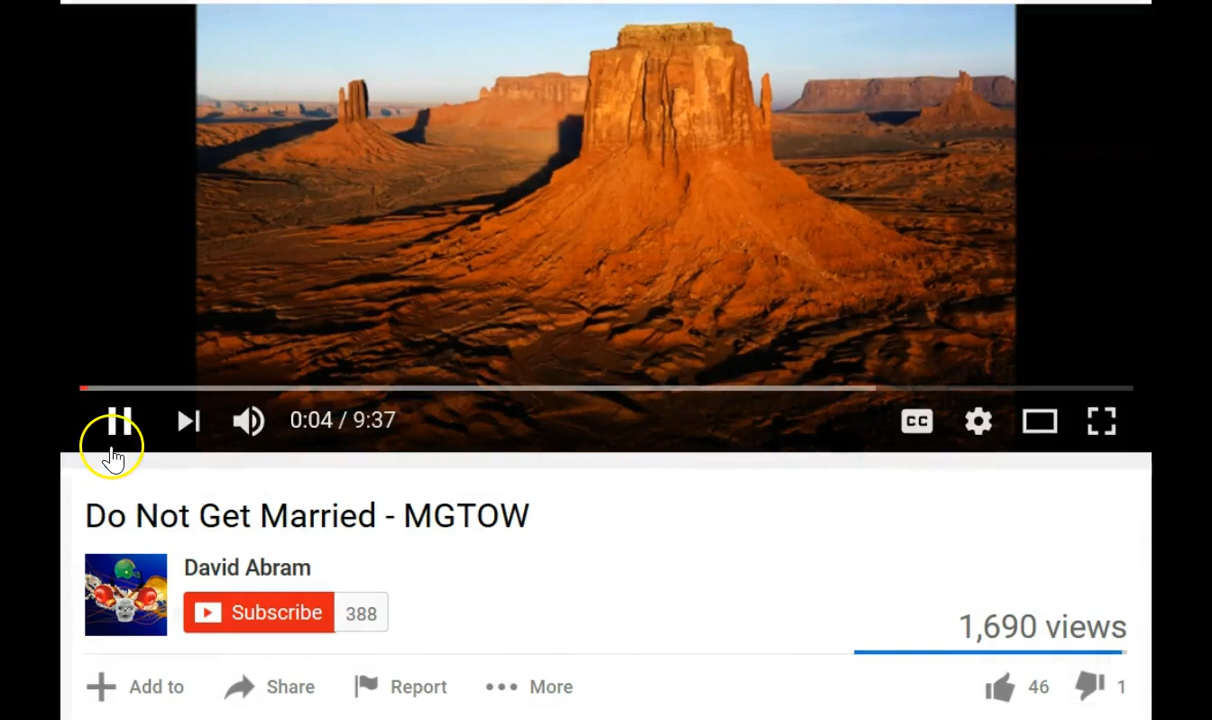 0:04 / 9:37
CC
Do Not Get Married - MGTOW
David Abram
Subscribe 388
1,690 views
Add to Share Report More 46 1